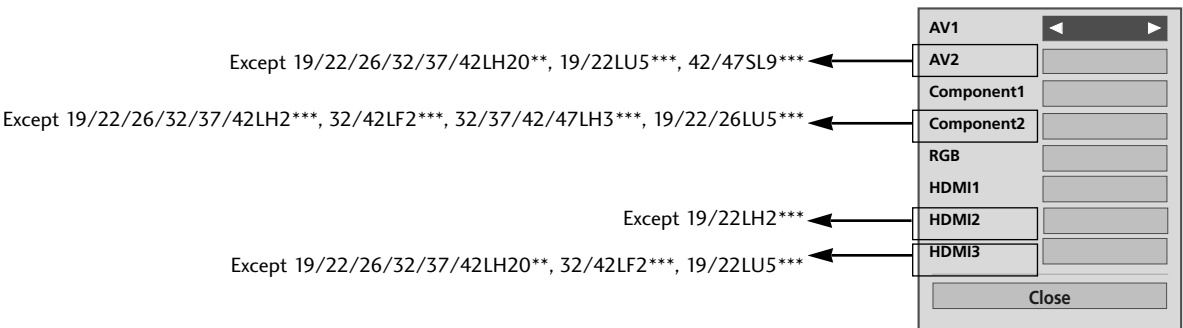 AV1
Except 19/22/26/32/37/42LH20**, 19/22LU5***, 42/47SL9***
AV2
Component1
Except 19/22/26/32/37/42LH2***, 32/42LF2***, 32/37/42/47LH3***, 19/22/26LU5***
Component2
RGB
HDMI1
Except 19/22LH2***
HDMI2
Except 19/22/26/32/37/42LH20**, 32/42LF2***, 19/22LU5***
HDMI3
Close